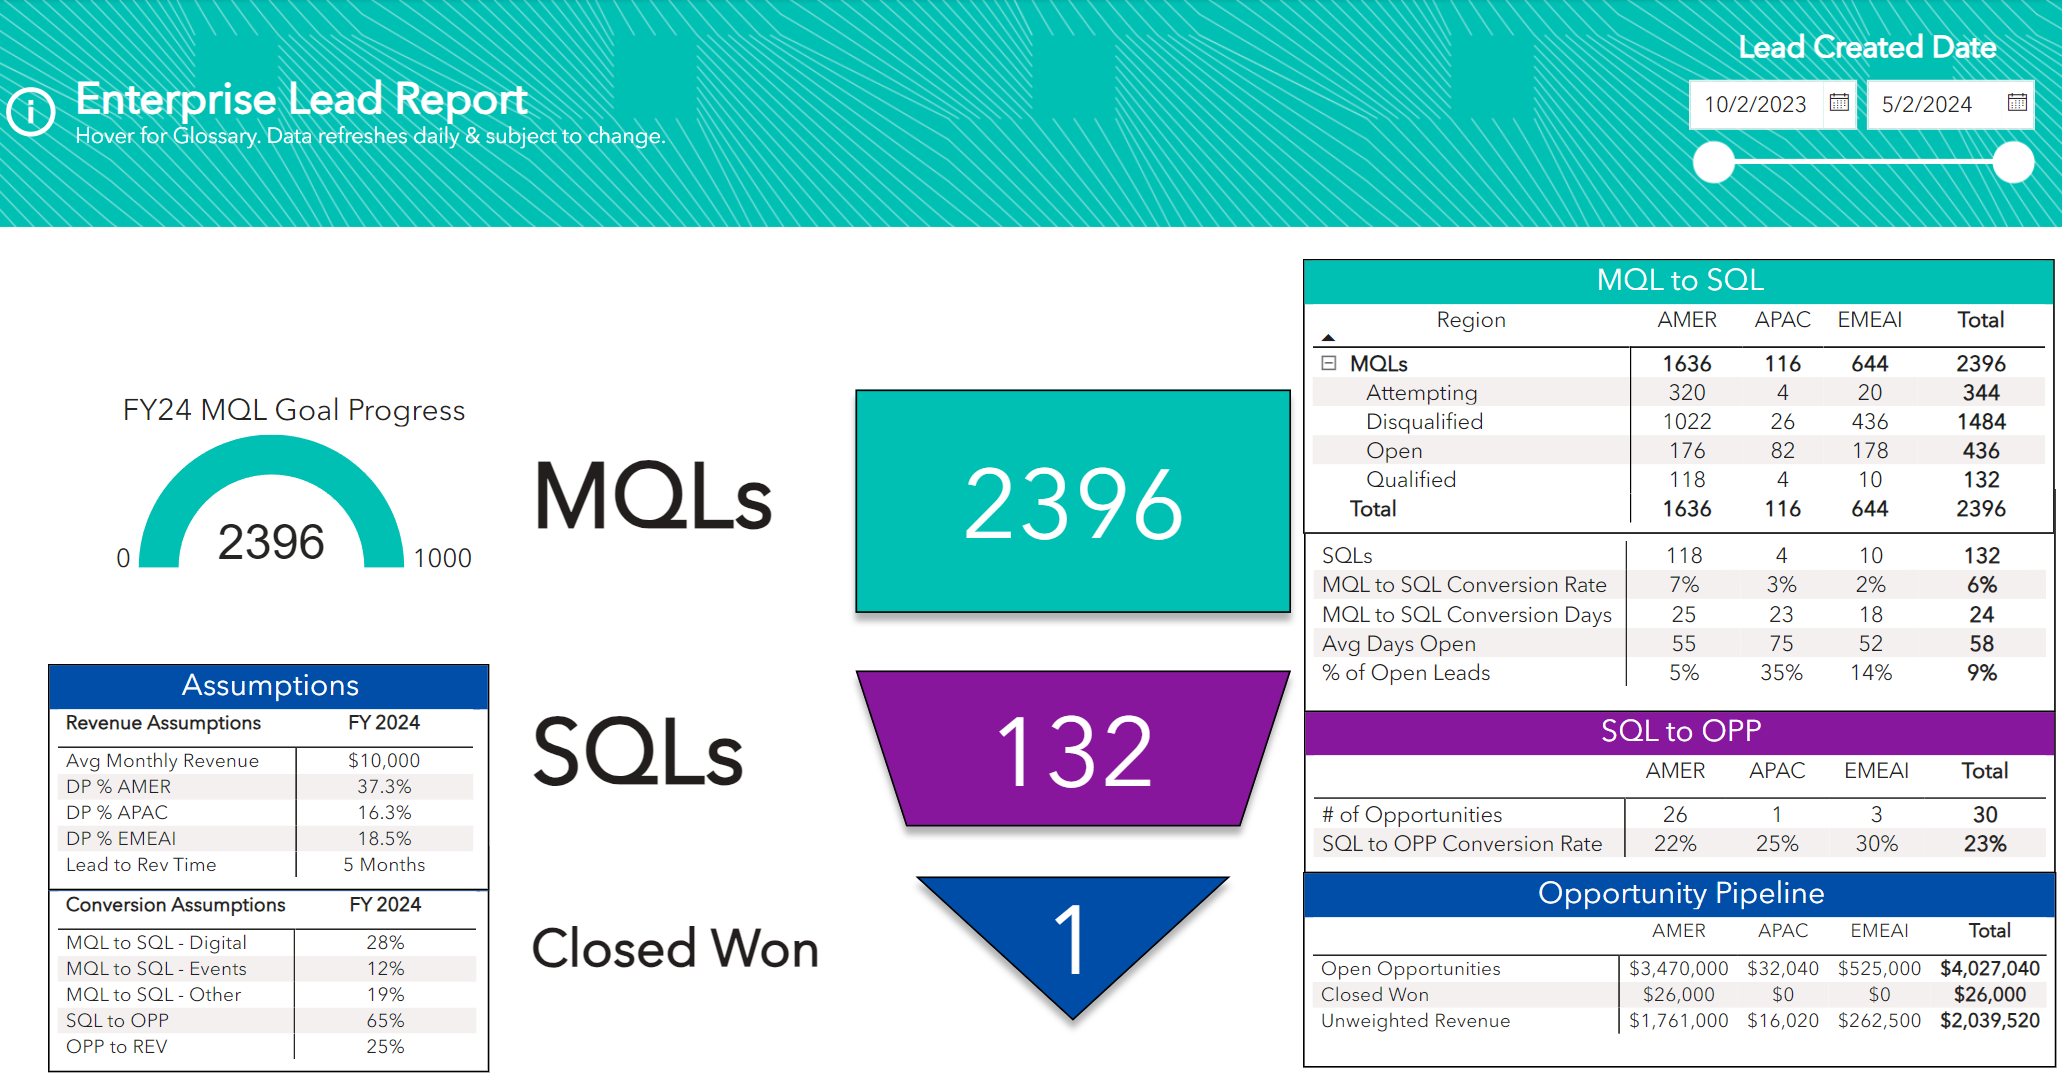 Lead Created Date
10/2/2023 5/2/2024
i
Enterprise Lead Report
Hover for Glossary. Data refreshes daily & subject to change.
FY24 MQL Goal Progress
2396
0 1000
Assumptions
Revenue Assumptions FY 2024
Avg Monthly Revenue $10,000
DP % AMER 37.3%
DP % APAC 16.3%
DP % EMEAI 18.5%
Lead to Rev Time 5 Months
Conversion Assumptions FY 2024
MQL to SQL - Digital 28%
MQL to SQL - Events 12%
MQL to SQL - Other 19%
SQL to OPP 65%
OPP to REV 25%
MQLs 2396
SQLs 132
Closed Won 1
MQL to SQL
Region AMER APAC EMEAI Total
MQLs 1636 116 644 2396
Attempting 320 4 20 344
Disqualified 1022 26 436 1484
Open 176 82 178 436
Qualified 118 4 10 132
Total 1636 116 644 2396
SQLs 118 4 10 132
MQL to SQL Conversion Rate 7% 3% 2% 6%
MQL to SQL Conversion Days 25 23 18 24
Avg Days Open 55 75 52 58
% of Open Leads 5% 35% 14% 9%
SQL to OPP
AMER APAC EMEAI Total
# of Opportunities 26 1 3 30
SQL to OPP Conversion Rate 22% 25% 30% 23%
Opportunity Pipeline
AMER APAC EMEAI Total
Open Opportunities $3,470,000 $32,040 $525,000 $4,027,040
Closed Won $26,000 $0 $0 $26,000
Unweighted Revenue $1,761,000 $16,020 $262,500 $2,039,520